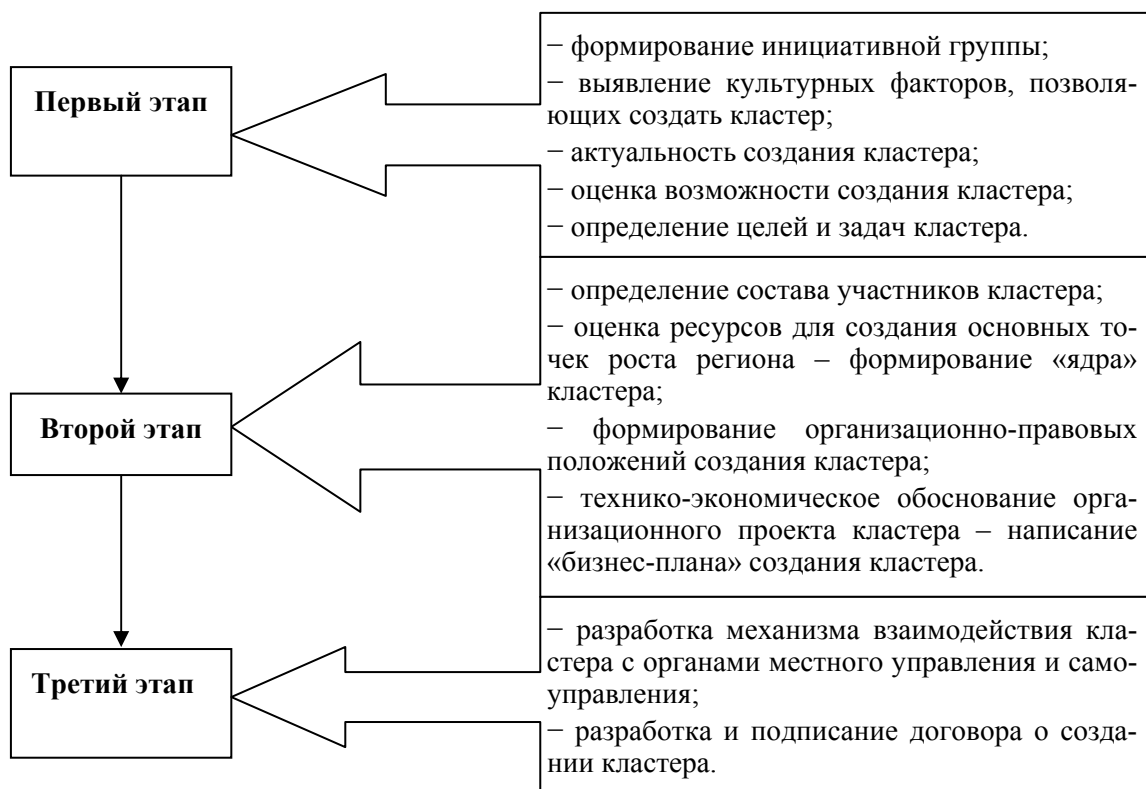 Первый этап
− формирование инициативной группы;
− выявление культурных факторов, позволя-
ющих создать кластер;
− актуальность создания кластера;
− оценка возможности создания кластера;
− определение целей и задач кластера.
Второй этап
− определение состава участников кластера;
− оценка ресурсов для создания основных то-
чек роста региона – формирование «ядра»
кластера;
− формирование организационно-правовых
положений создания кластера;
− технико-экономическое обоснование орга-
низационного проекта кластера – написание
«бизнес-плана» создания кластера.
Третий этап
− разработка механизма взаимодействия кла-
стера с органами местного управления и само-
управления;
− разработка и подписание договора о созда-
нии кластера.